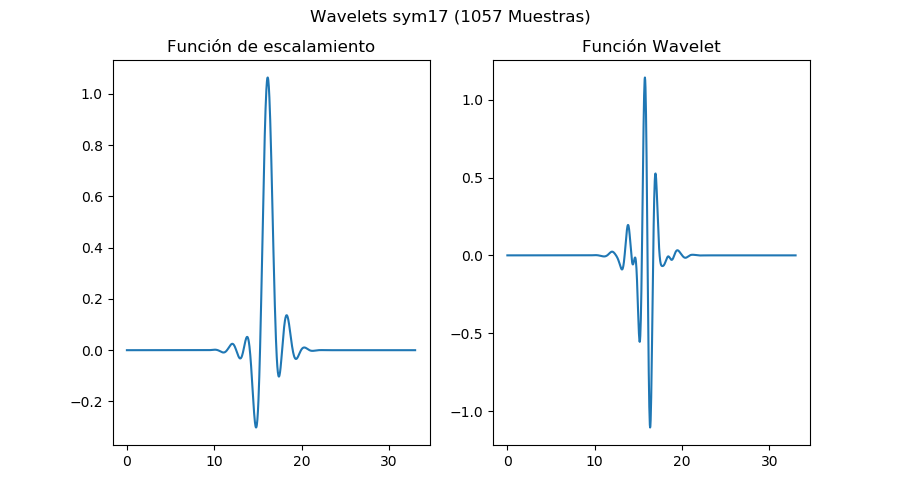 Wavelets sym17 (1057 Muestras)
Función de escalamiento
1.0
0.8
0.6
0.4
0.2
0.0
−0.2
0 10 20 30
Función Wavelet
1.0
0.5
0.0
−0.5
−1.0
0 10 20 30